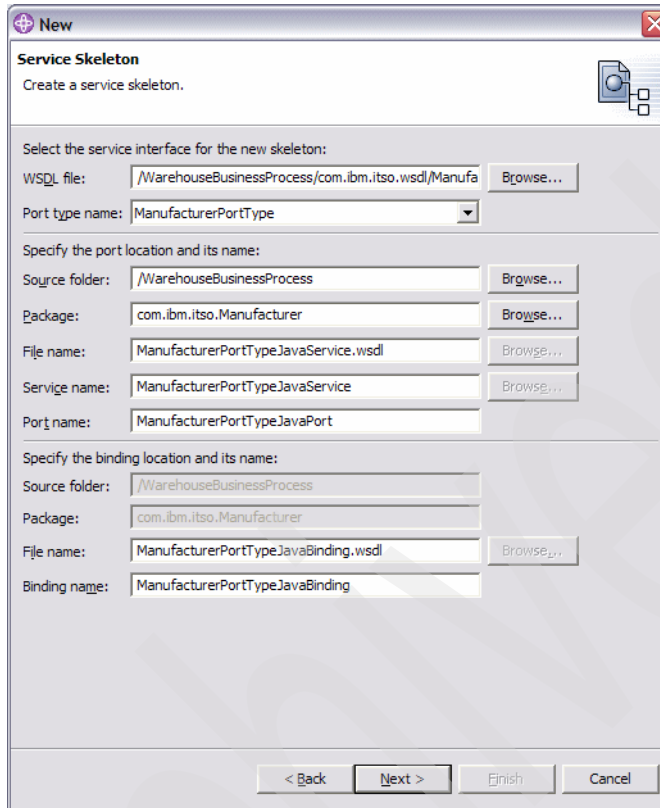 New
Service Skeleton
Create a service skeleton.
Select the service interface for the new skeleton:
WSDL file: /WarehouseBusinessProcess/com.ibm.itso.wsdl/Manufa Browse...
Port type name: ManufacturerPortType
Specify the port location and its name:
Source folder: /WarehouseBusinessProcess Browse...
Package: com.ibm.itso.Manufacturer Browse...
File name: ManufacturerPortTypeJavaService.wsdl Browse...
Service name: ManufacturerPortTypeJavaService Browse...
Port name: ManufacturerPortTypeJavaPort
Specify the binding location and its name:
Source folder: /WarehouseBusinessProcess
Package: com.ibm.itso.Manufacturer
File name: ManufacturerPortTypeJavaBinding.wsdl Browse...
Binding name: ManufacturerPortTypeJavaBinding
< Back Next > Finish Cancel